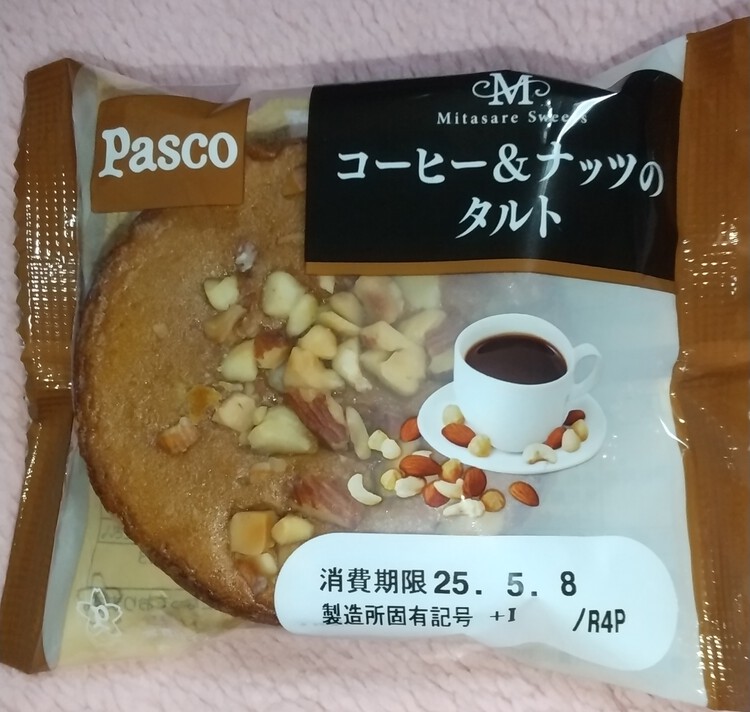 Pasco
M
Mitasare Sweets
コーヒー&ナッツの
タルト
消費期限 25. 5. 8
製造所固有記号 +I /R4P